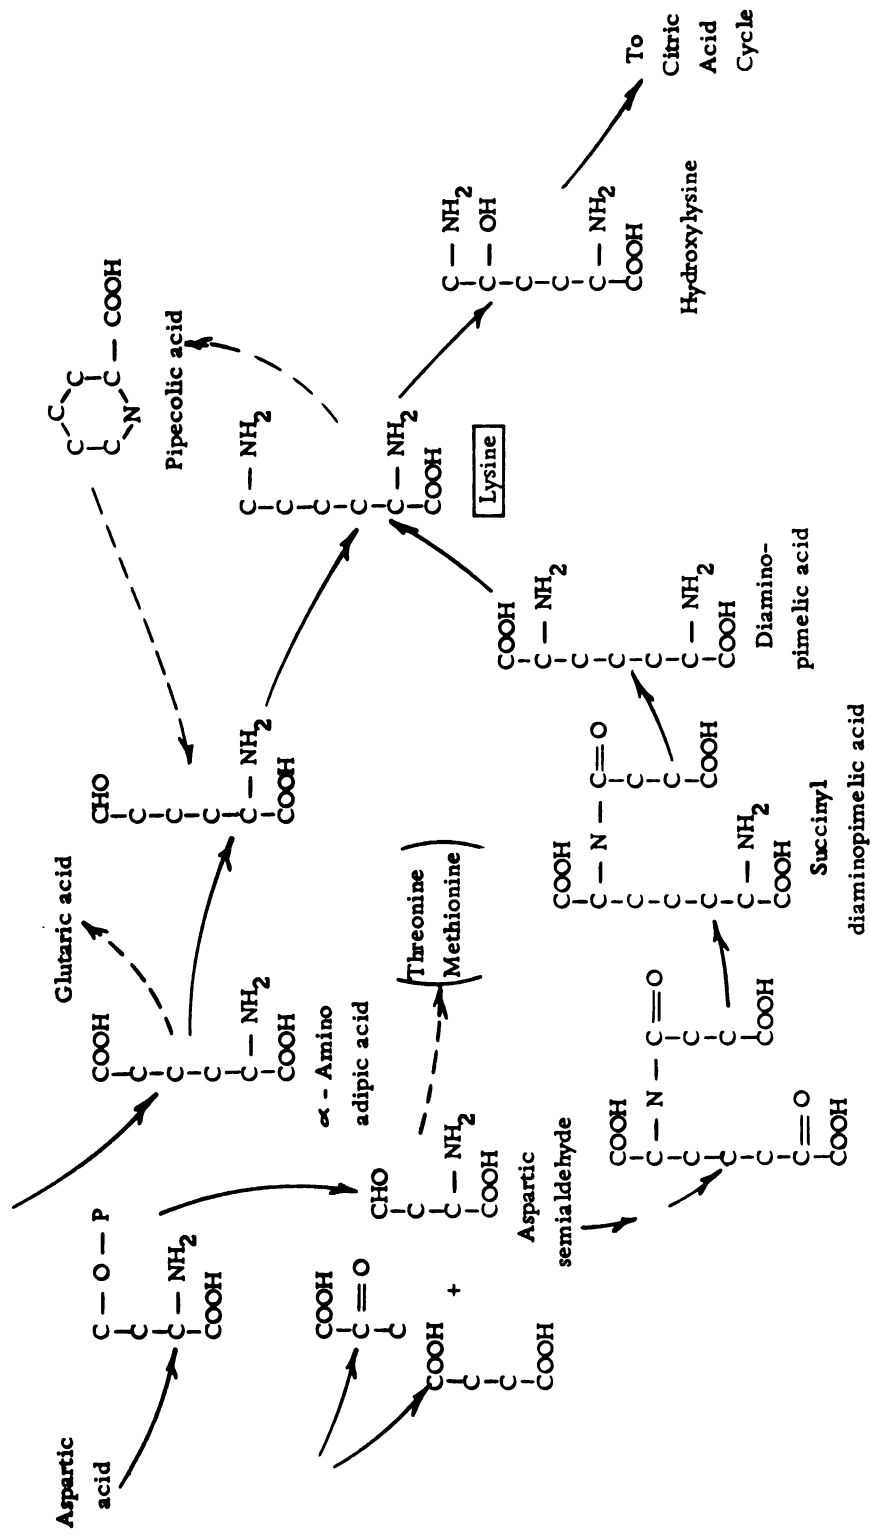 Aspartic
acid
C — O — P
C
C — NH2
COOH
COOH
C
C
C
C — NH2
COOH
α - Amino
adipic acid
Glutaric acid
CHO
C
C
C
C — NH2
COOH
C
C C
C C — COOH
N
Pipecolic acid
C — NH2
C
C
C
C — NH2
COOH
Lysine
COOH
C = O
C
+
COOH
C
C
COOH
CHO
C
C — NH2
COOH
Aspartic
semialdehyde
Threonine
Methionine
C — NH2
C — OH
C
C
C — NH2
COOH
Hydroxylysine
To
Citric
Acid
Cycle
COOH
C — N — C = O
C C
C C
C COOH
C = O
COOH
COOH
C — N — C = O
C C
C C
C COOH
C — NH2
COOH
Succinyl
diaminopimelic acid
COOH
C — NH2
C
C
C
C — NH2
COOH
Diamino-
pimelic acid